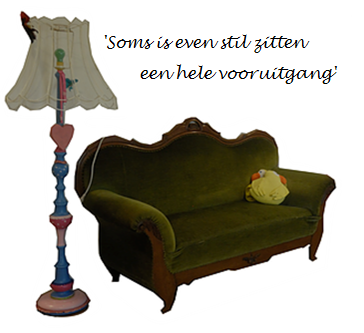 'Soms is even stil zitten
een hele vooruitgang'